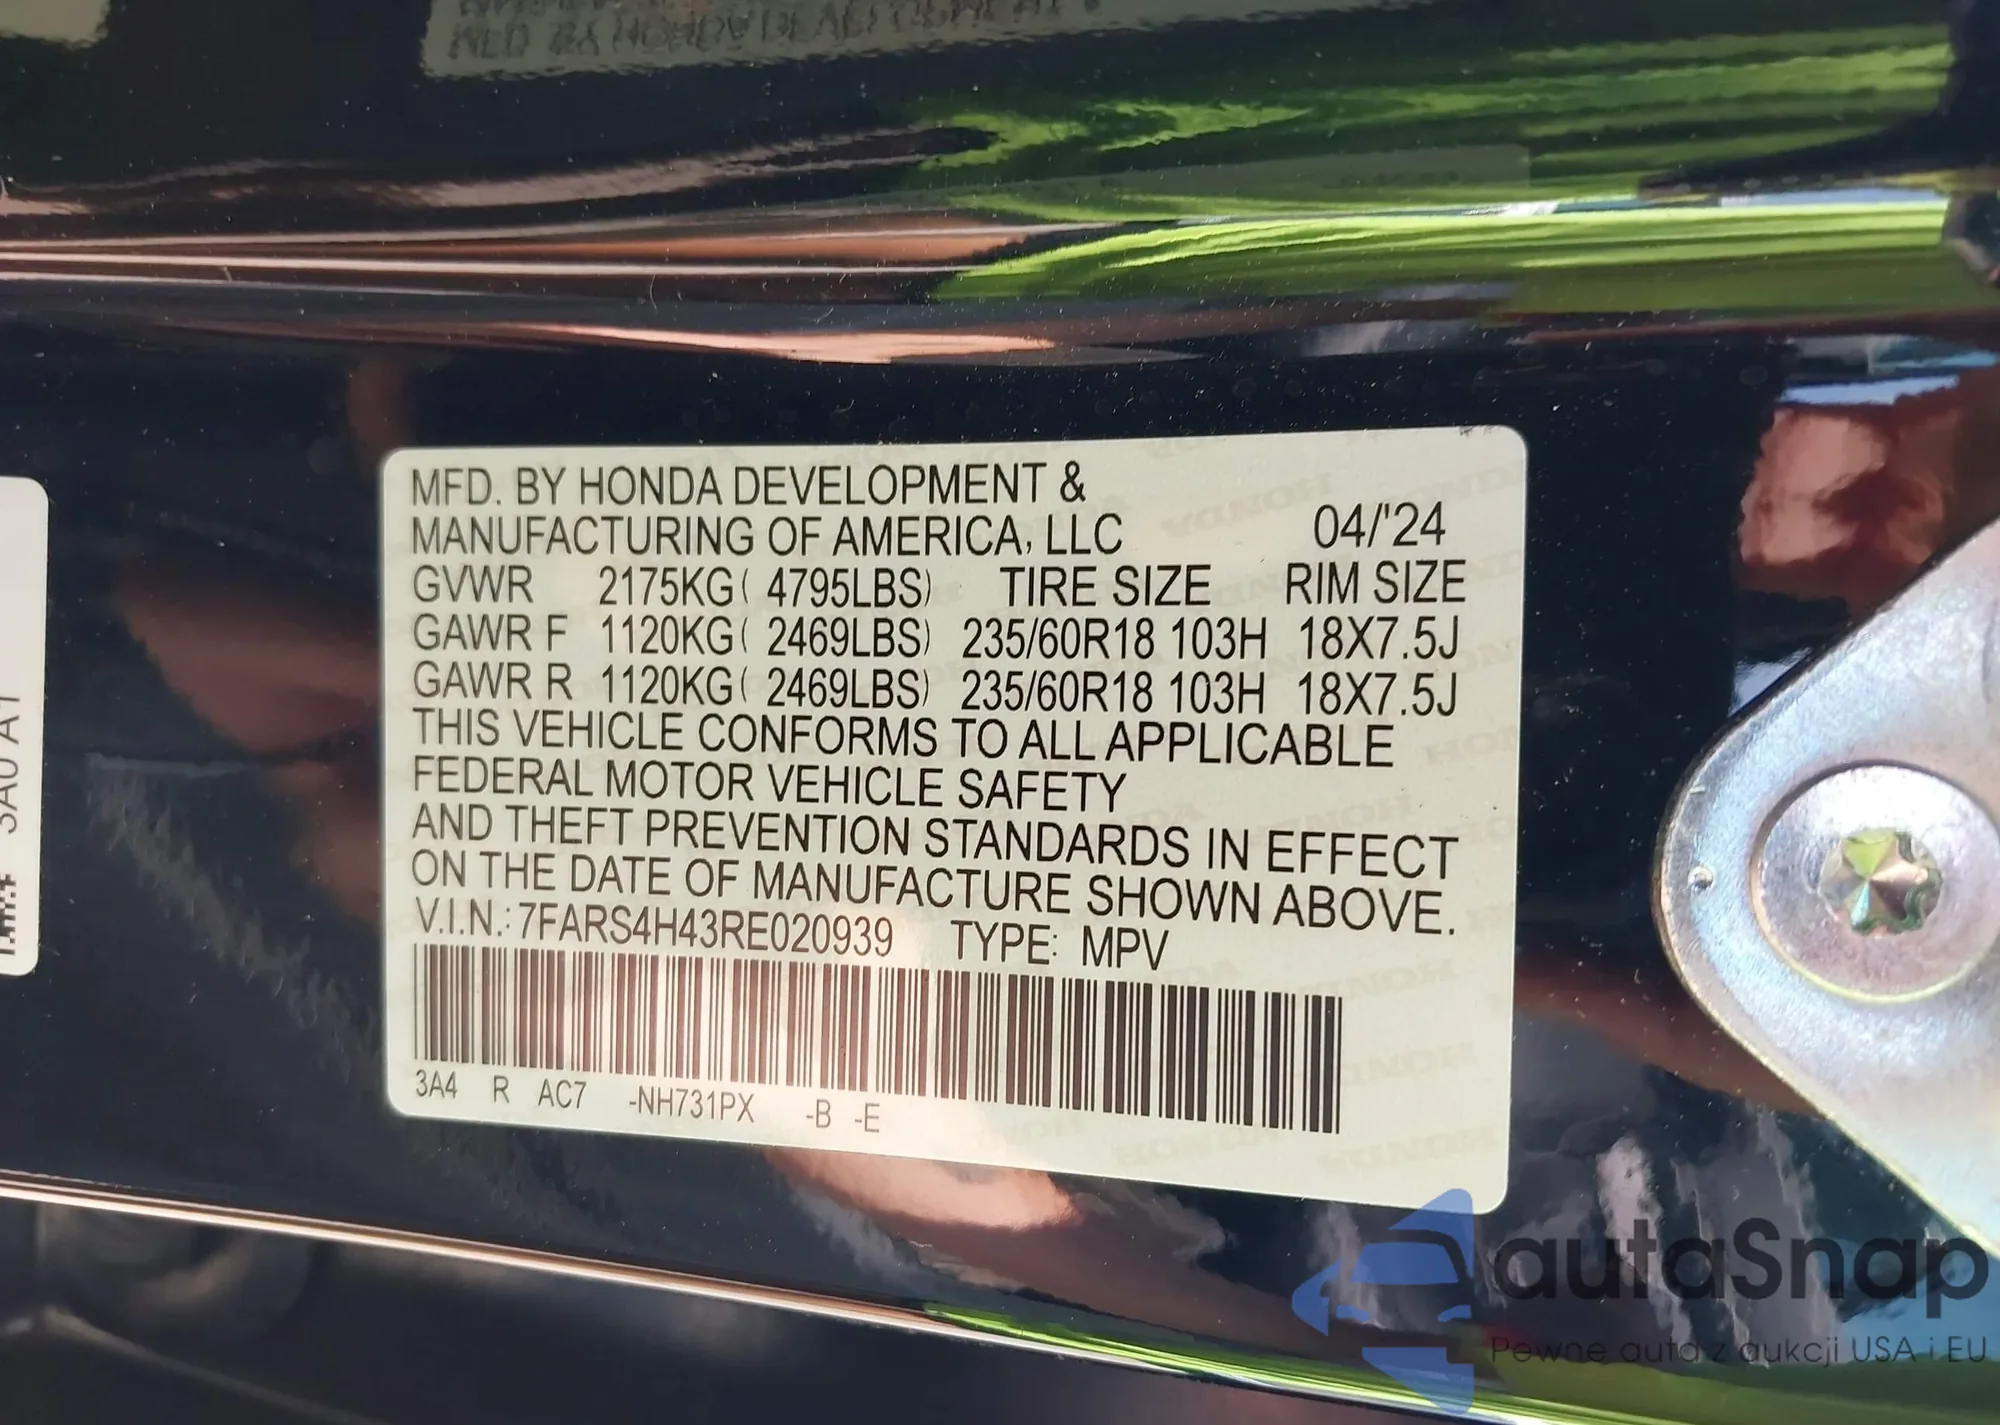 MFD. BY HONDA DEVELOPMENT &
MANUFACTURING OF AMERICA, LLC 04/'24
GVWR 2175KG( 4795LBS) TIRE SIZE RIM SIZE
GAWR F 1120KG( 2469LBS) 235/60R18 103H 18X7.5J
GAWR R 1120KG( 2469LBS) 235/60R18 103H 18X7.5J
THIS VEHICLE CONFORMS TO ALL APPLICABLE
FEDERAL MOTOR VEHICLE SAFETY
AND THEFT PREVENTION STANDARDS IN EFFECT
ON THE DATE OF MANUFACTURE SHOWN ABOVE.
V.I.N.: 7FARS4H43RE020939 TYPE: MPV
3A4 R AC7 -NH731PX -B -E
3A0 A1
autaSnap
Pewne auta z aukcji USA i EU